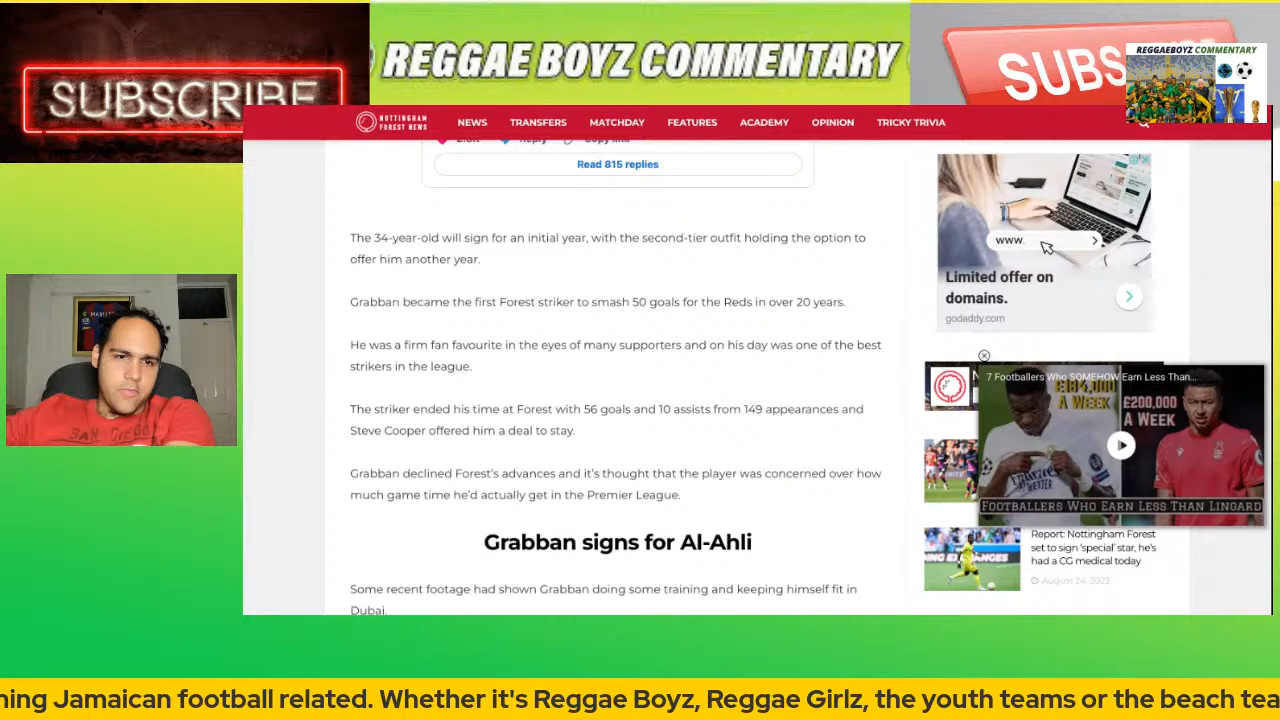 SUBSCRIBE
REGGAE BOYZ COMMENTARY
SUBS
REGGAEBOYZ COMMENTARY
NOTTINGHAM
FOREST NEWS
NEWS
TRANSFERS
MATCHDAY
FEATURES
ACADEMY
OPINION
TRICKY TRIVIA
Reply
Copy link
Read 815 replies
The 34-year-old will sign for an initial year, with the second-tier outfit holding the option to
offer him another year.
Grabban became the first Forest striker to smash 50 goals for the Reds in over 20 years.
He was a firm fan favourite in the eyes of many supporters and on his day was one of the best
strikers in the league.
The striker ended his time at Forest with 56 goals and 10 assists from 149 appearances and
Steve Cooper offered him a deal to stay.
Grabban declined Forest's advances and it's thought that the player was concerned over how
much game time he'd actually get in the Premier League.
Grabban signs for Al-Ahli
Some recent footage had shown Grabban doing some training and keeping himself fit in
Dubai.
www.
Limited offer on
domains.
godaddy.com
7 Footballers Who SOMEHOW Earn Less Than...
A WEEK
£200,000
A WEEK
FOOTBALLERS WHO EARN LESS THAN LINGARD
Report: Nottingham Forest
set to sign 'special' star, he's
had a CG medical today
August 24, 2022
SAN DIEGO
ning Jamaican football related. Whether it's Reggae Boyz, Reggae Girlz, the youth teams or the beach tea